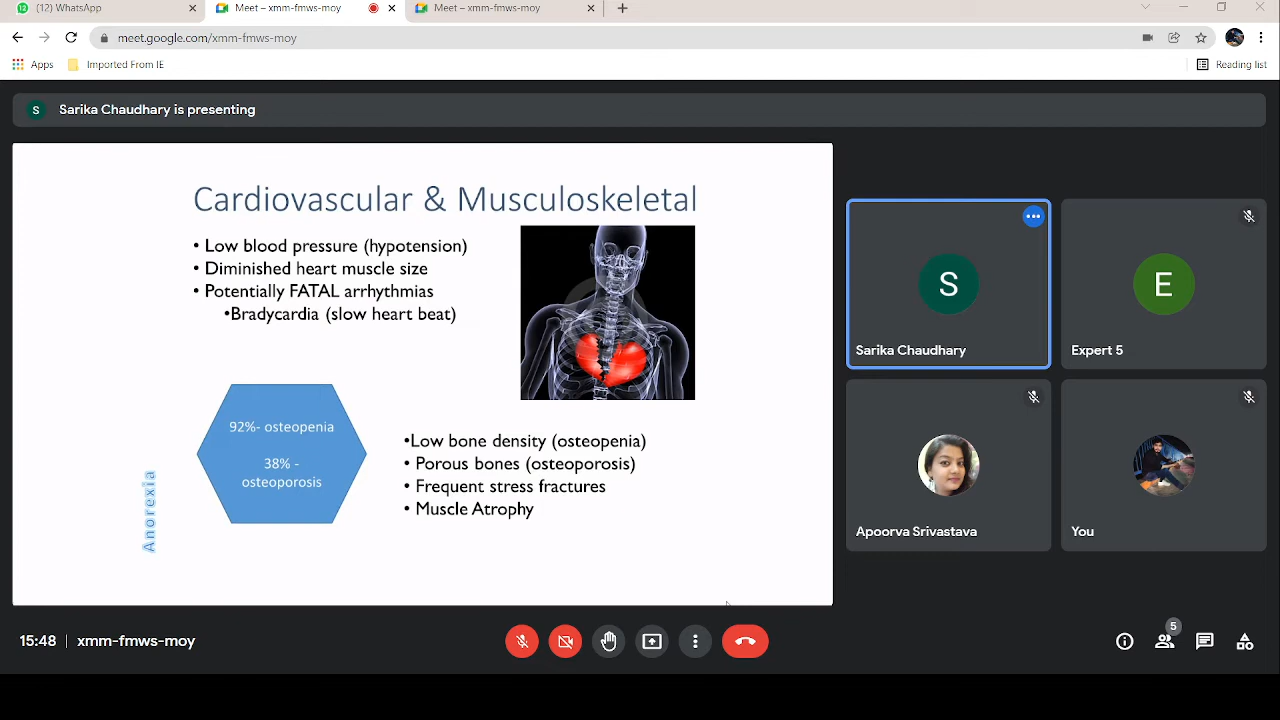 (12) WhatsApp
Meet – xmm-fmws-moy
Meet – xmm-fmws-moy
meet.google.com/xmm-fmws-moy
Apps
Imported From IE
Reading list
S
Sarika Chaudhary is presenting
Cardiovascular & Musculoskeletal
• Low blood pressure (hypotension)
• Diminished heart muscle size
• Potentially FATAL arrhythmias
•Bradycardia (slow heart beat)
92%- osteopenia
38% -
osteoporosis
•Low bone density (osteopenia)
• Porous bones (osteoporosis)
• Frequent stress fractures
• Muscle Atrophy
Anorexia
S
Sarika Chaudhary
E
Expert 5
Apoorva Srivastava
You
15:48 | xmm-fmws-moy
5